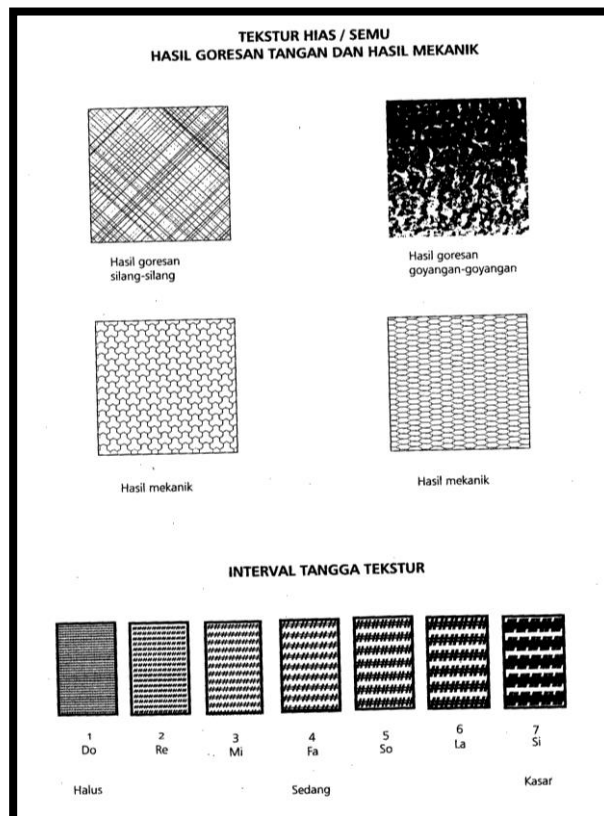 TEKSTUR HIAS / SEMU
HASIL GORESAN TANGAN DAN HASIL MEKANIK
Hasil goresan
silang-silang
Hasil goresan
goyangan-goyangan
Hasil mekanik
Hasil mekanik
INTERVAL TANGGA TEKSTUR
1 2 3 4 5 6 7
Do Re Mi Fa So La Si
Halus Sedang Kasar